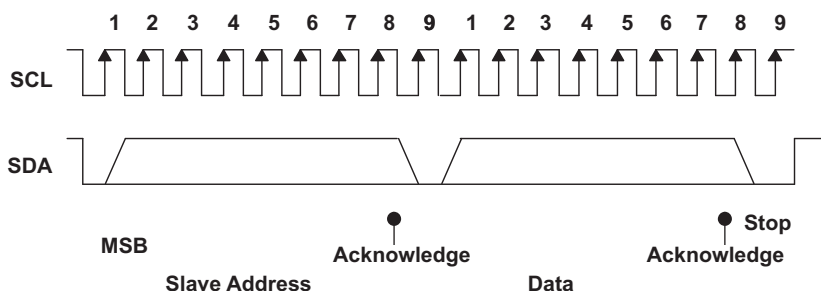 1 2 3 4 5 6 7 8 9 1 2 3 4 5 6 7 8 9
SCL
SDA
MSB
Acknowledge
Stop
Acknowledge
Slave Address
Data